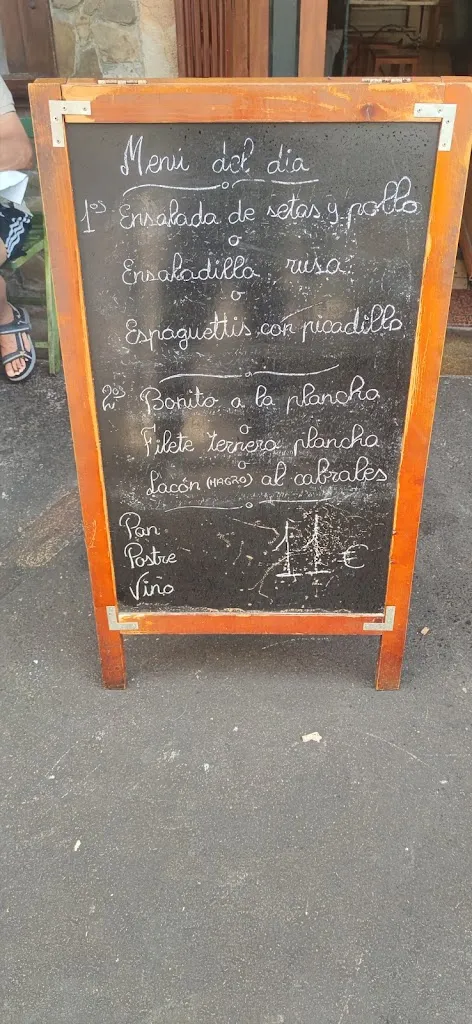 Menú del dia
1ºs Ensalada de setas y pollo
o
Ensaladilla rusa
o
Espaguettis con picadillo
2ºs Bonito a la plancha
o
Filete ternera plancha
o
Lacón (MAGRO) al cabrales
Pan
Postre 11 €
Vino